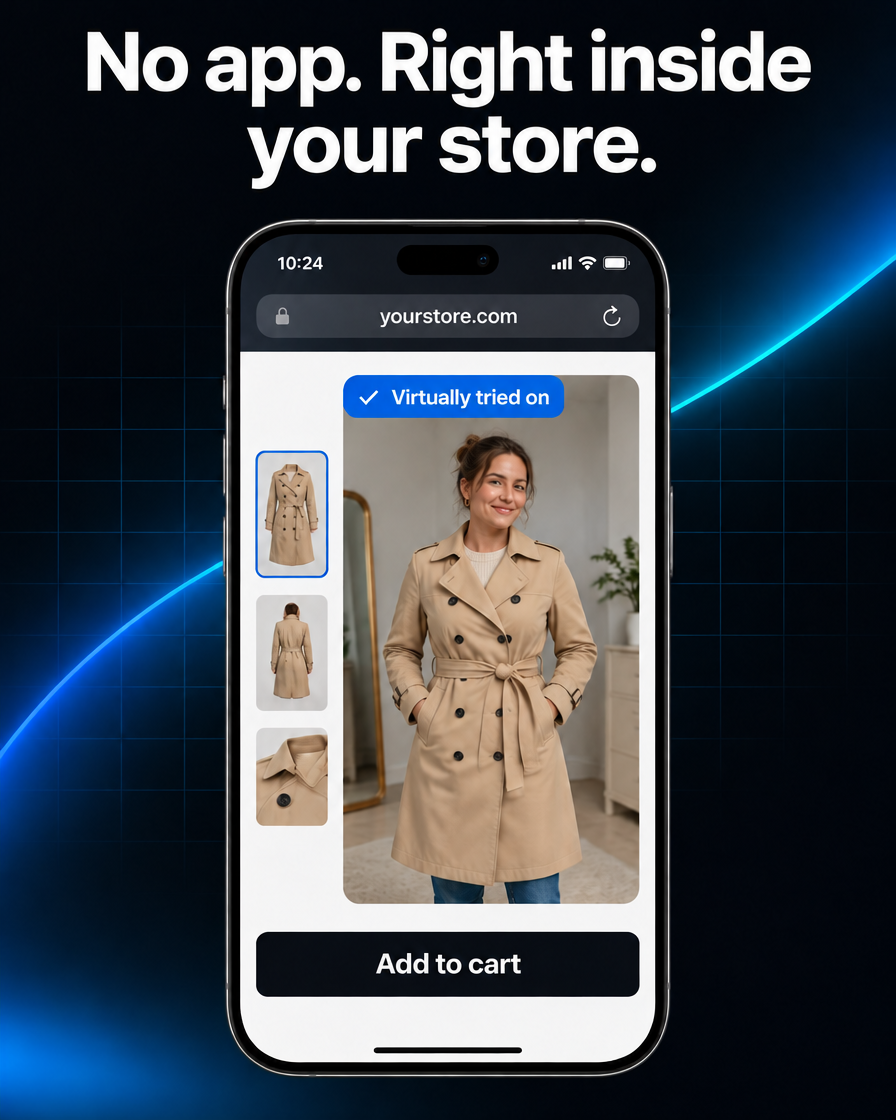 No app. Right inside
your store.
10:24
yourstore.com
Virtually tried on
Add to cart